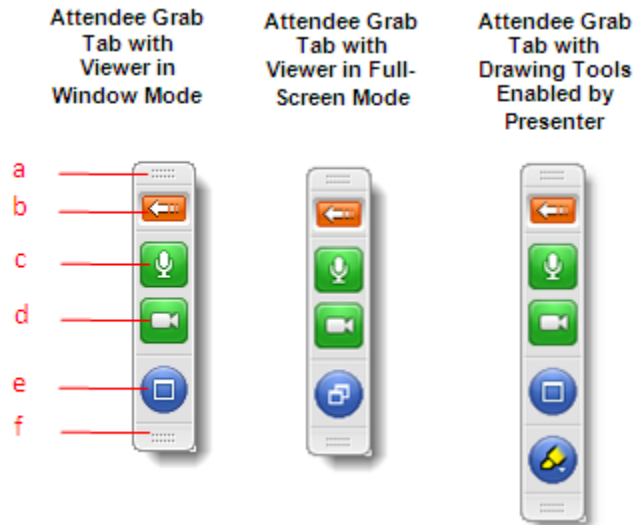 Attendee Grab
Tab with
Viewer in
Window Mode
Attendee Grab
Tab with
Viewer in Full-
Screen Mode
Attendee Grab
Tab with
Drawing Tools
Enabled by
Presenter
a
b
c
d
e
f